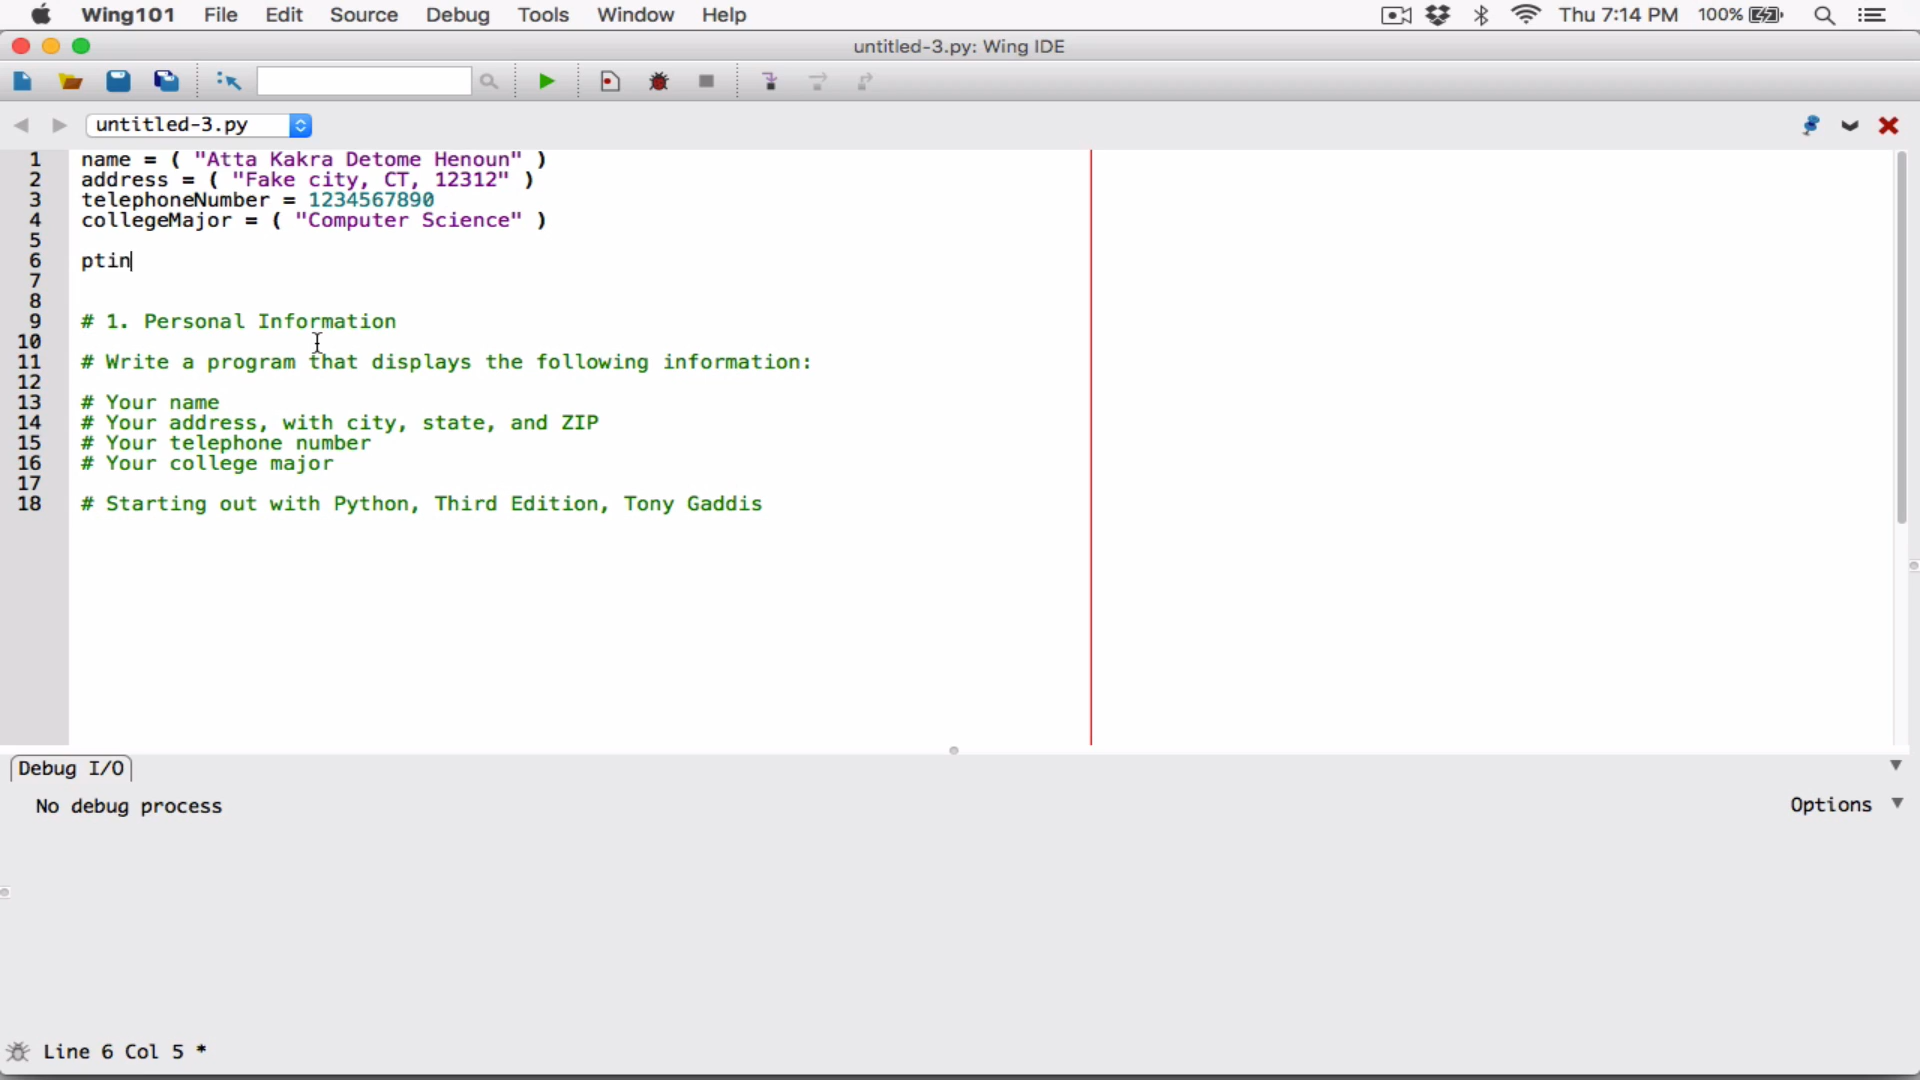 Wing101 File Edit Source Debug Tools Window Help Thu 7:14 PM 100%
untitled-3.py: Wing IDE
untitled-3.py
1 name = ( "Atta Kakra Detome Henoun" )
2 address = ( "Fake city, CT, 12312" )
3 telephoneNumber = 1234567890
4 collegeMajor = ( "Computer Science" )
5
6 ptin
7
8
9 # 1. Personal Information
10
11 # Write a program that displays the following information:
12
13 # Your name
14 # Your address, with city, state, and ZIP
15 # Your telephone number
16 # Your college major
17
18 # Starting out with Python, Third Edition, Tony Gaddis
Debug I/O
No debug process Options
Line 6 Col 5 *